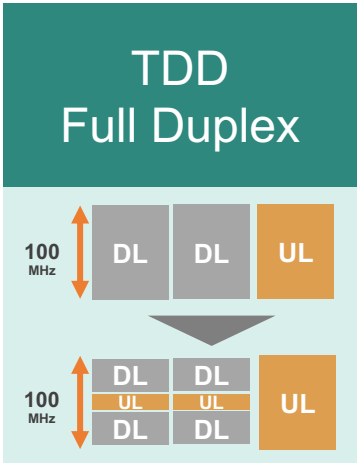 TDD
Full Duplex
100
MHz
DL DL UL
100
MHz
DL DL
UL UL
DL DL
UL